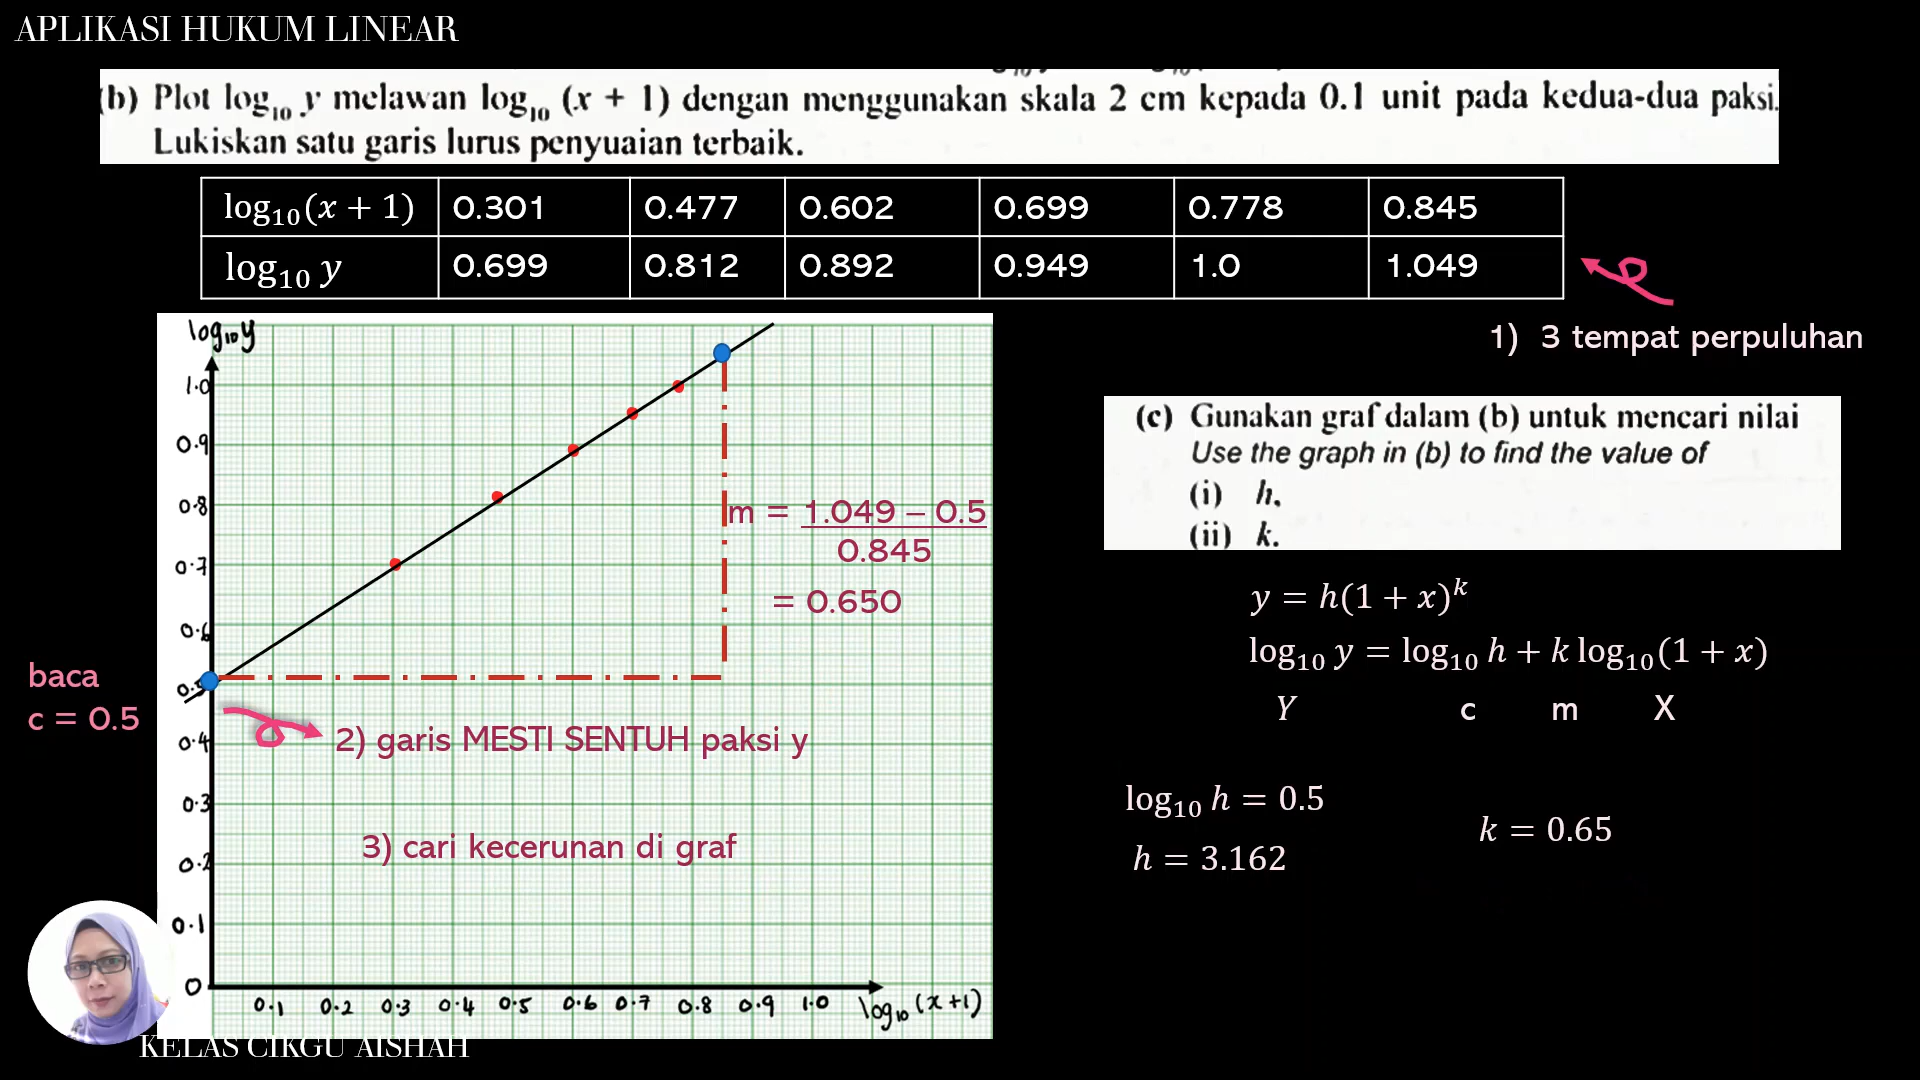 APLIKASI HUKUM LINEAR
(b) Plot log₁₀ y melawan log₁₀ (x + 1) dengan menggunakan skala 2 cm kepada 0.1 unit pada kedua-dua paksi.
Lukiskan satu garis lurus penyuaian terbaik.
log₁₀(x + 1) 0.301 0.477 0.602 0.699 0.778 0.845
log₁₀ y 0.699 0.812 0.892 0.949 1.0 1.049
1) 3 tempat perpuluhan
log₁₀y
1.0
0.9
0.8
0.7
0.6
0.5
0.4
0.3
0.2
0.1
0
0.1 0.2 0.3 0.4 0.5 0.6 0.7 0.8 0.9 1.0 log₁₀(x+1)
m = 1.049 – 0.5
0.845
= 0.650
baca
c = 0.5
2) garis MESTI SENTUH paksi y
3) cari kecerunan di graf
(c) Gunakan graf dalam (b) untuk mencari nilai
Use the graph in (b) to find the value of
(i) h.
(ii) k.
y = h(1 + x)ᵏ
log₁₀ y = log₁₀ h + k log₁₀(1 + x)
Y c m X
log₁₀ h = 0.5
h = 3.162
k = 0.65
KELAS CIKGU AISHAH